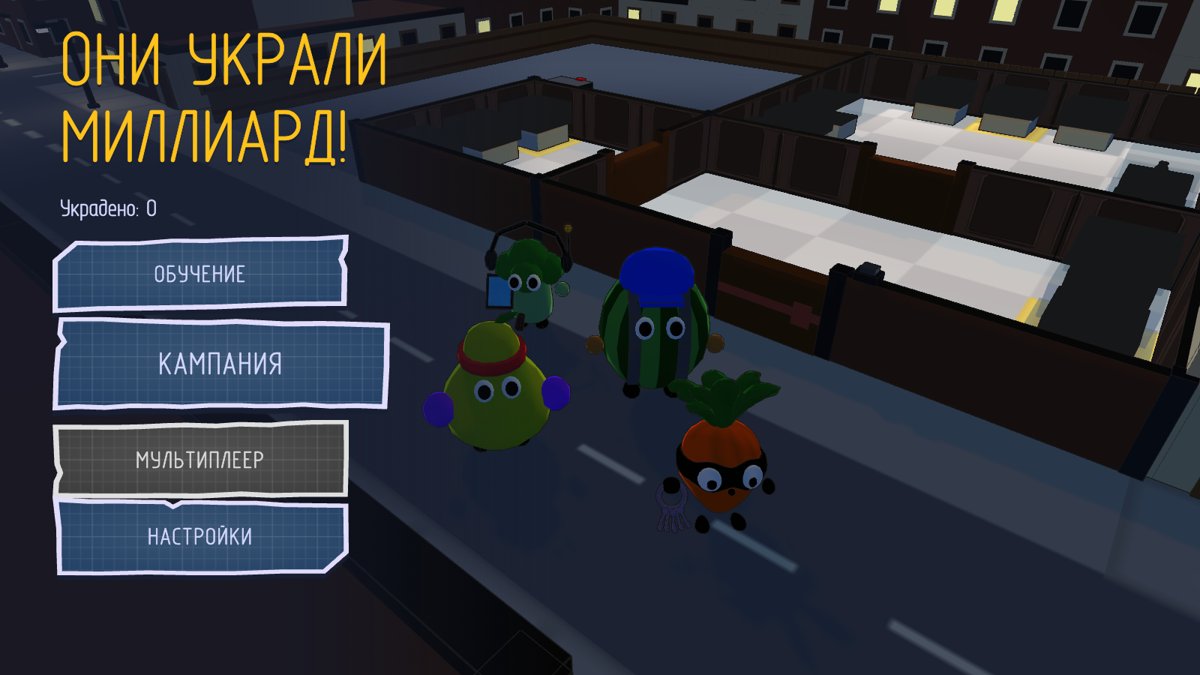 ОНИ УКРАЛИ
МИЛЛИАРД!
Украдено: 0
ОБУЧЕНИЕ
КАМПАНИЯ
МУЛЬТИПЛЕЕР
НАСТРОЙКИ